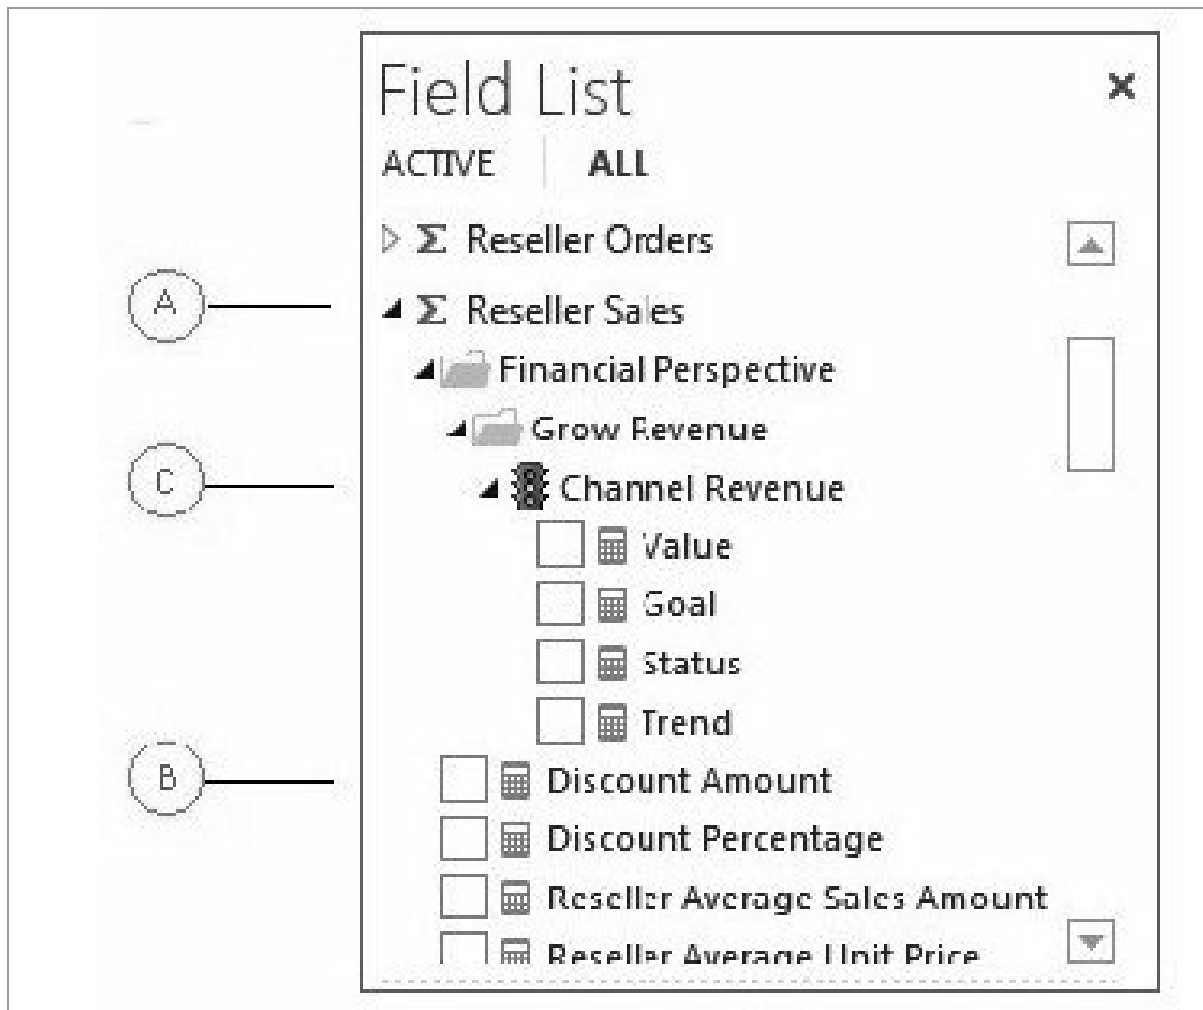 Field List
ACTIVE ALL
Σ Reseller Orders
A
Σ Reseller Sales
Financial Perspective
Grow Revenue
C
Channel Revenue
Value
Goal
Status
Trend
B
Discount Amount
Discount Percentage
Reseller Average Sales Amount
Reseller Average Unit Price